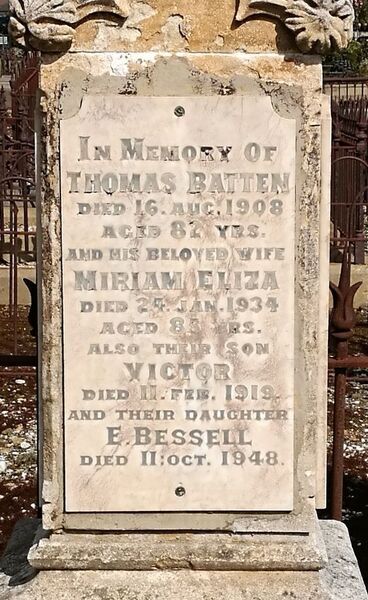 IN MEMORY OF
THOMAS BATTEN
DIED 16. AUG. 1908
AGED 82 YRS.
AND HIS BELOVED WIFE
MIRIAM ELIZA
DIED 24. JAN. 1934
AGED 85 YRS.
ALSO THEIR SON
VICTOR
DIED 11. FEB. 1919.
AND THEIR DAUGHTER
E. BESSELL
DIED 11: OCT. 1948.